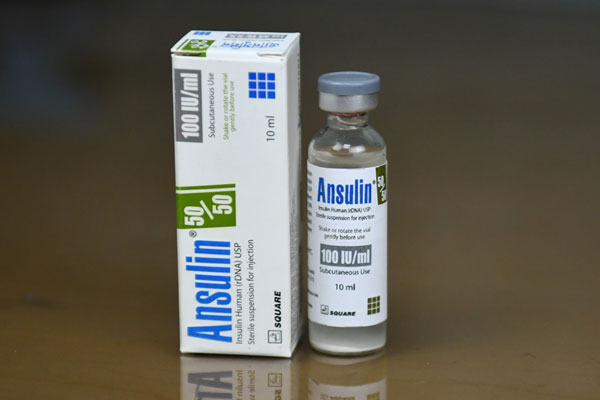 50/50
100 IU/ml
Subcutaneous Use
Shake or rotate the vial
gently before use
10 ml
Ansulin® 50/50
Insulin Human (rDNA) USP
Sterile suspension for injection
SQUARE
Ansulin® 50/50
Insulin Human (rDNA) USP
Sterile suspension for injection
Shake or rotate the vial
gently before use
100 IU/ml
Subcutaneous Use
10 ml
SQUARE